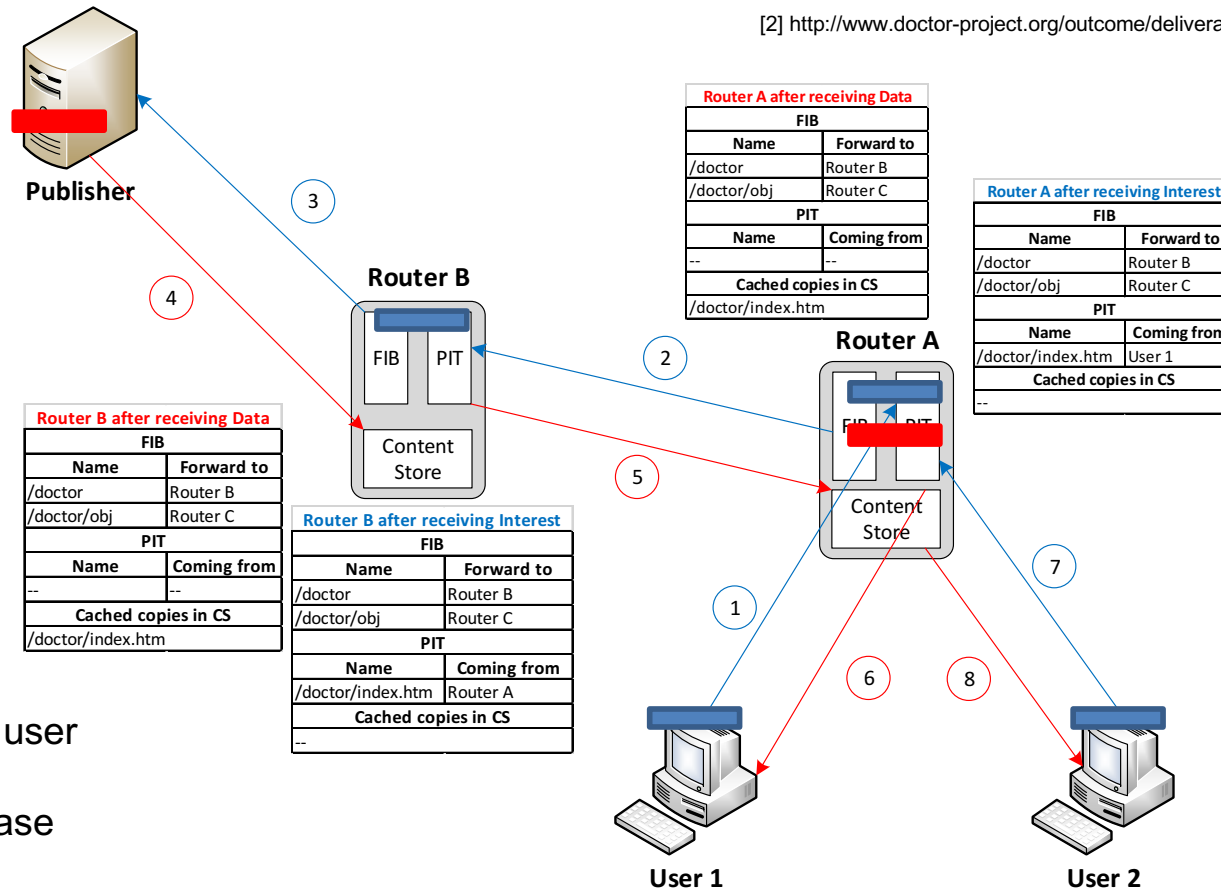 [2] http://www.doctor-project.org/outcome/delivera
Publisher
3
4
Router B
FIB PIT
Content
Store
2
5
Router A after receiving Data
FIB
Name Forward to
/doctor Router B
/doctor/obj Router C
PIT
Name Coming from
-- --
Cached copies in CS
/doctor/index.htm
Router A after receiving Interest
FIB
Name Forward to
/doctor Router B
/doctor/obj Router C
PIT
Name Coming from
/doctor/index.htm User 1
Cached copies in CS
--
Router A
FIB PIT
Content
Store
Router B after receiving Data
FIB
Name Forward to
/doctor Router B
/doctor/obj Router C
PIT
Name Coming from
-- --
Cached copies in CS
/doctor/index.htm
Router B after receiving Interest
FIB
Name Forward to
/doctor Router B
/doctor/obj Router C
PIT
Name Coming from
/doctor/index.htm Router A
Cached copies in CS
--
1
6
8
7
user
ase
User 1
User 2